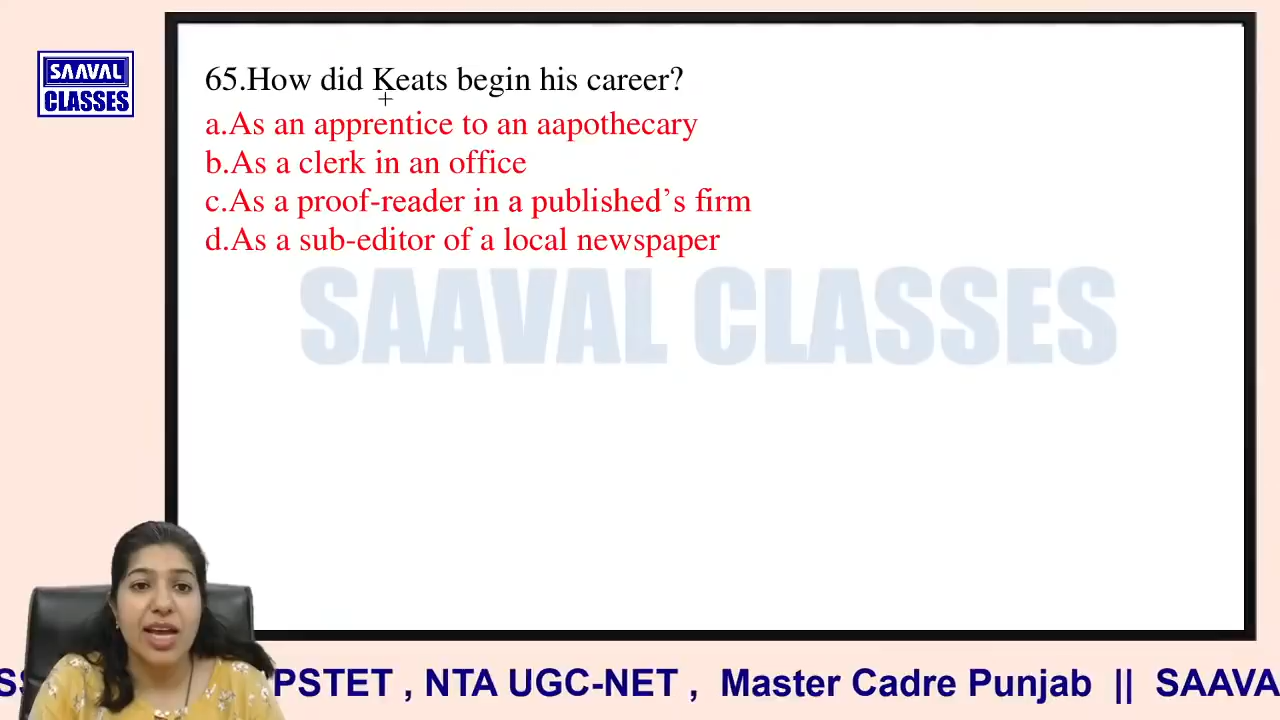 SAAVAL
CLASSES
65.How did Keats begin his career?
a.As an apprentice to an aapothecary
b.As a clerk in an office
c.As a proof-reader in a published’s firm
d.As a sub-editor of a local newspaper
SAAVAL CLASSES
PSTET , NTA UGC-NET , Master Cadre Punjab || SAAVA